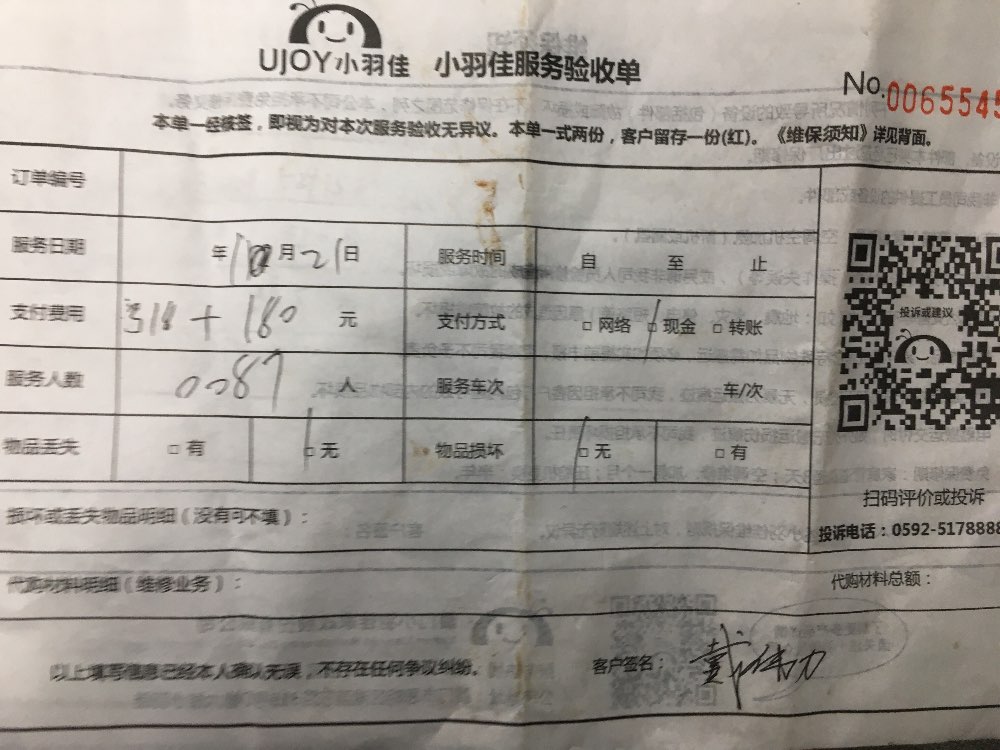 UJOY小羽佳 小羽佳服务验收单
No.0065545
本单一经核签，即视为对本次服务验收无异议。本单一式两份，客户留存一份(红)。《维保须知》详见背面。
订单编号
服务日期 年10月21日 服务时间 自 至 止
支付费用 318+180 元 支付方式 □网络 □现金 □转账
服务人数 0087 人 服务车次 车/次
物品丢失 □有 □无 物品损坏 □无 □有
投诉或建议
扫码评价或投诉
投诉电话：0592-5178888
损坏或丢失物品明细（没有可不填）：
代购材料明细（维修业务）： 代购材料总额：
以上填写信息已经本人确认无误，不存在任何争议纠纷。 客户签名：